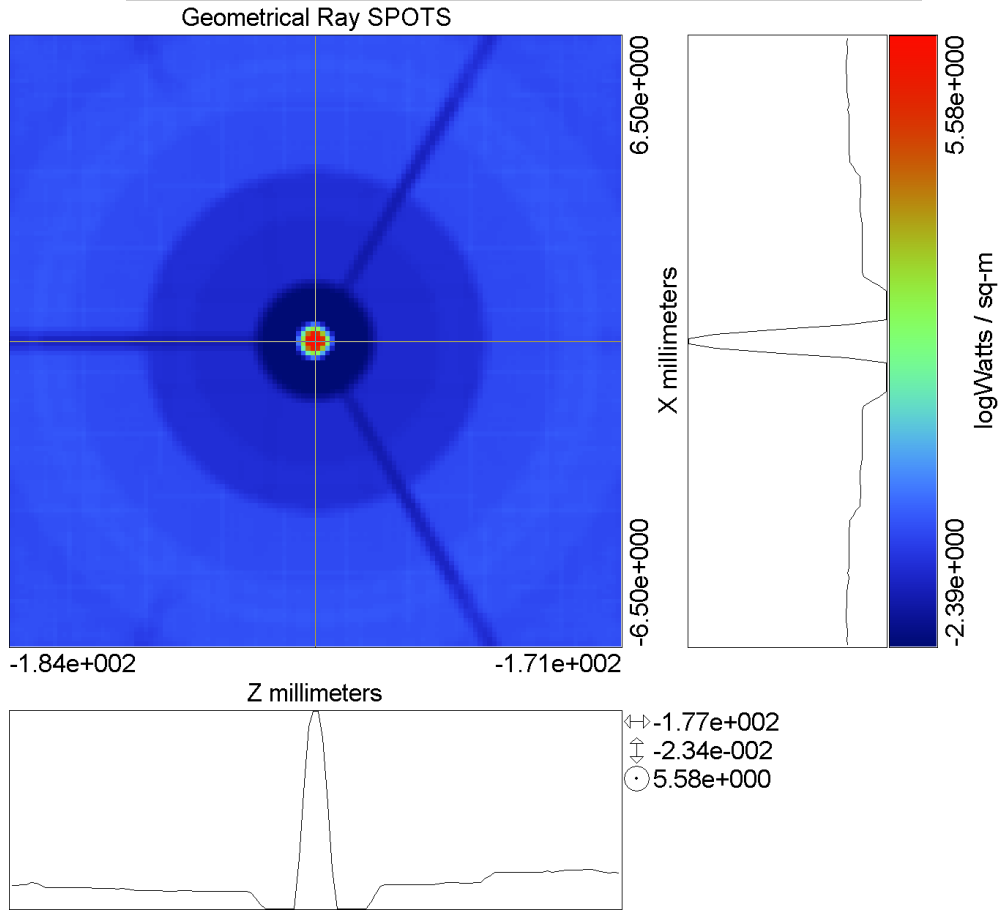 Geometrical Ray SPOTS
6.50e+000
X millimeters
-6.50e+000
5.58e+000
logWatts / sq-m
-2.39e+000
-1.84e+002
-1.71e+002
Z millimeters
-1.77e+002
-2.34e-002
5.58e+000